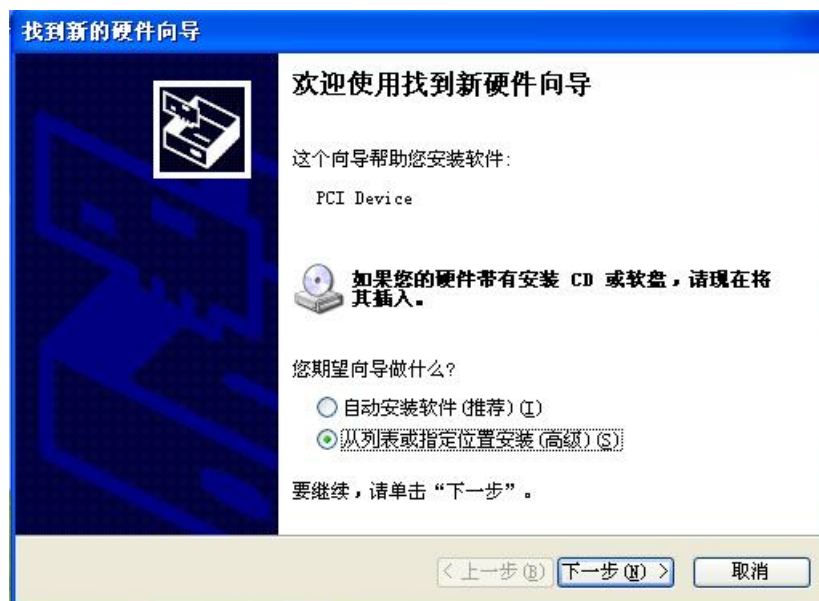 找到新的硬件向导
欢迎使用找到新硬件向导
这个向导帮助您安装软件:
PCI Device
如果您的硬件带有安装 CD 或软盘，请现在将
其插入。
您期望向导做什么?
自动安装软件(推荐)(I)
从列表或指定位置安装(高级)(S)
要继续，请单击“下一步”。
< 上一步(B) 下一步(N) > 取消